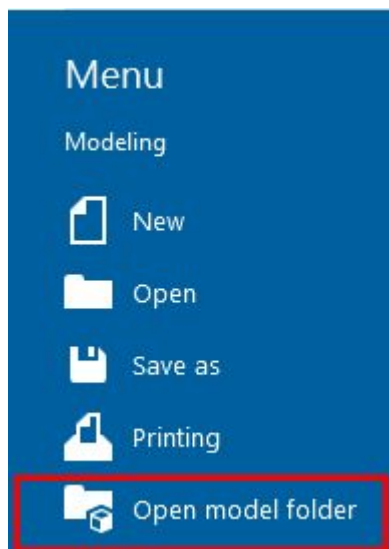 Menu
Modeling
New
Open
Save as
Printing
Open model folder